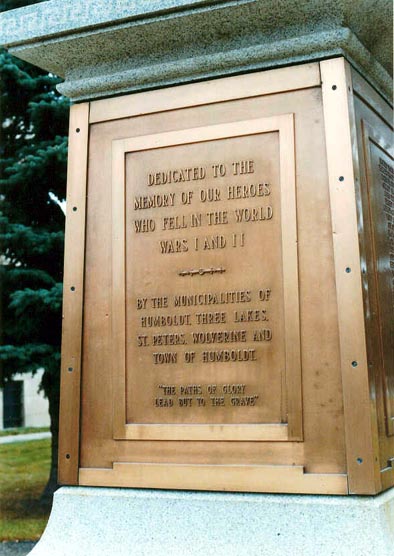 DEDICATED TO THE
MEMORY OF OUR HEROES
WHO FELL IN THE WORLD
WARS I AND II
BY THE MUNICIPALITIES OF
HUMBOLDT, THREE LAKES,
ST. PETERS, WOLVERINE AND
TOWN OF HUMBOLDT.
"THE PATHS OF GLORY
LEAD BUT TO THE GRAVE"